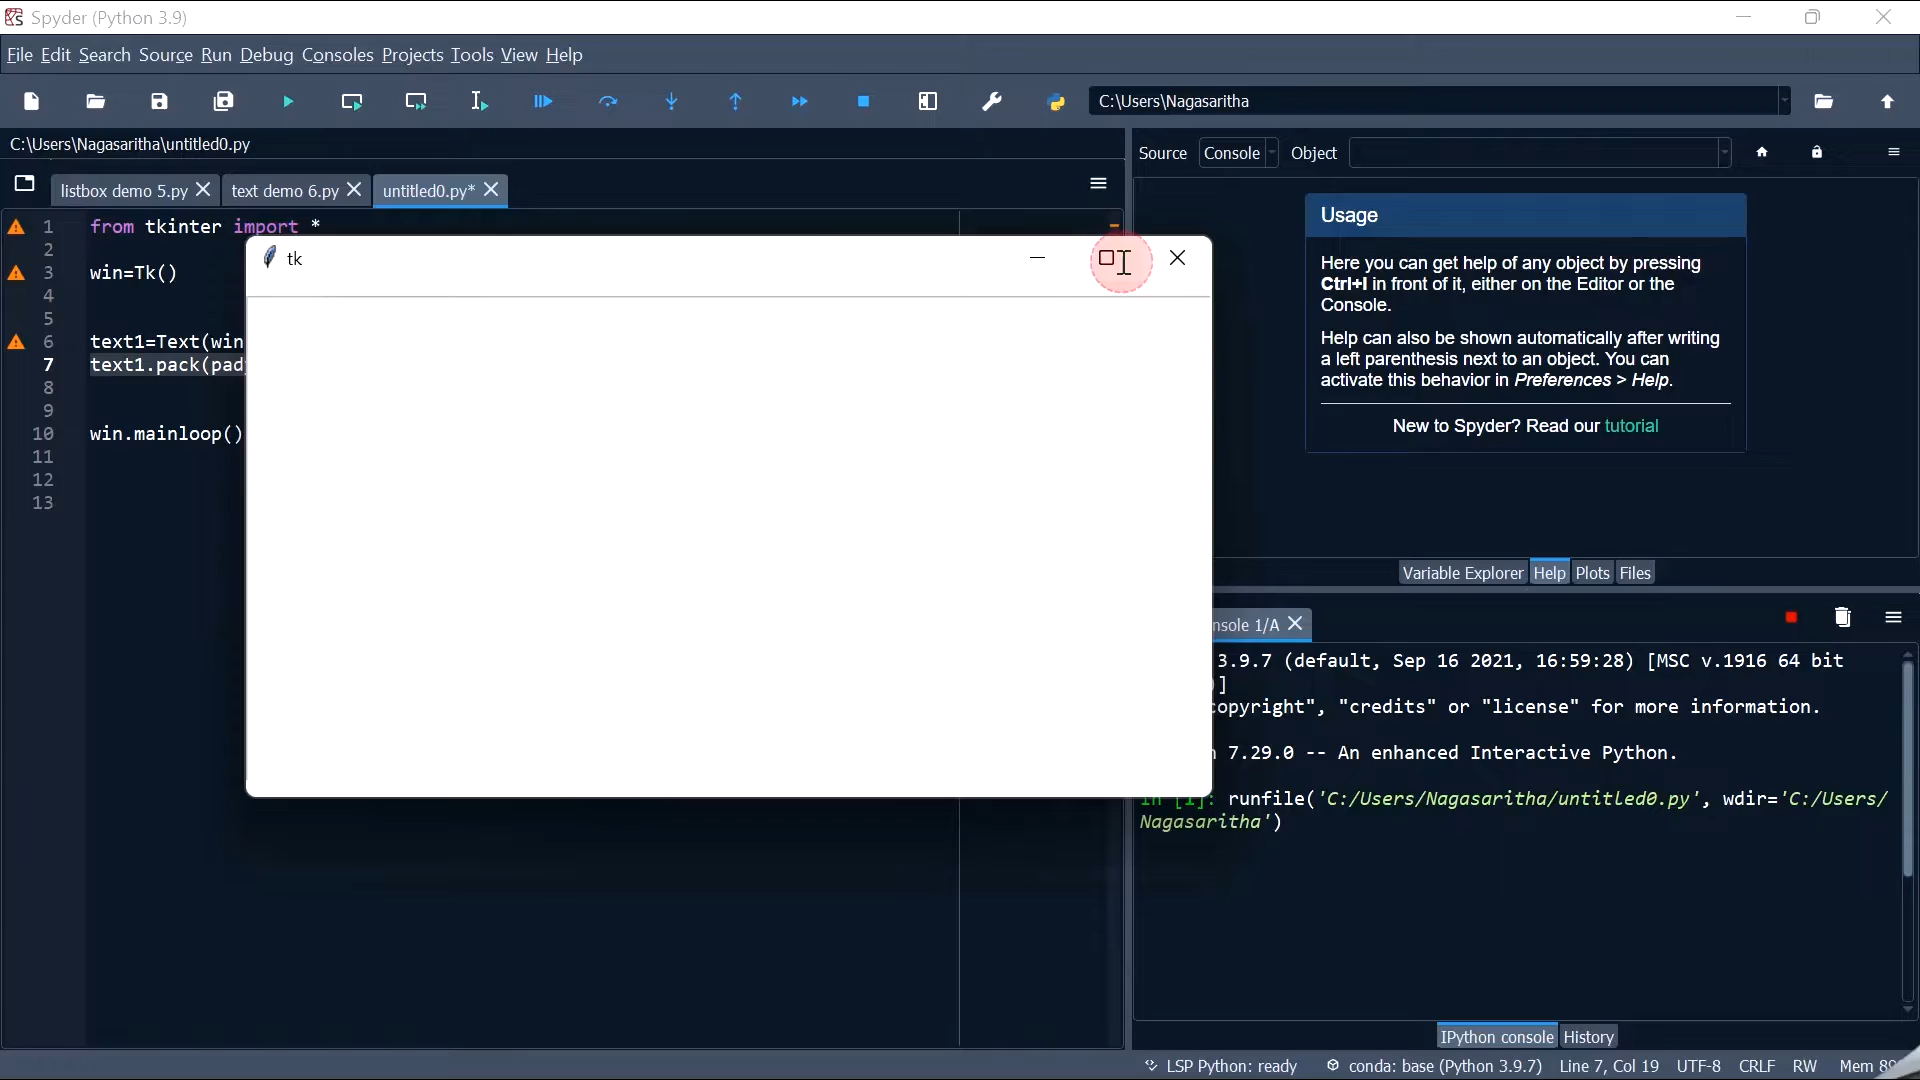 Spyder (Python 3.9)
File Edit Search Source Run Debug Consoles Projects Tools View Help
C:\Users\Nagasaritha
C:\Users\Nagasaritha\untitled0.py
Source Console Object
listbox demo 5.py text demo 6.py untitled0.py*
1 from tkinter import *
2
3 win=Tk()
4
5
6 text1=Text(win
7 text1.pack(pad
8
9
10 win.mainloop()
11
12
13
tk
Usage
Here you can get help of any object by pressing
Ctrl+I in front of it, either on the Editor or the
Console.
Help can also be shown automatically after writing
a left parenthesis next to an object. You can
activate this behavior in Preferences > Help.
New to Spyder? Read our tutorial
Variable Explorer Help Plots Files
nsole 1/A
3.9.7 (default, Sep 16 2021, 16:59:28) [MSC v.1916 64 bit
)]
copyright", "credits" or "license" for more information.
7.29.0 -- An enhanced Interactive Python.
In [1]: runfile('C:/Users/Nagasaritha/untitled0.py', wdir='C:/Users/
Nagasaritha')
IPython console History
LSP Python: ready conda: base (Python 3.9.7) Line 7, Col 19 UTF-8 CRLF RW Mem